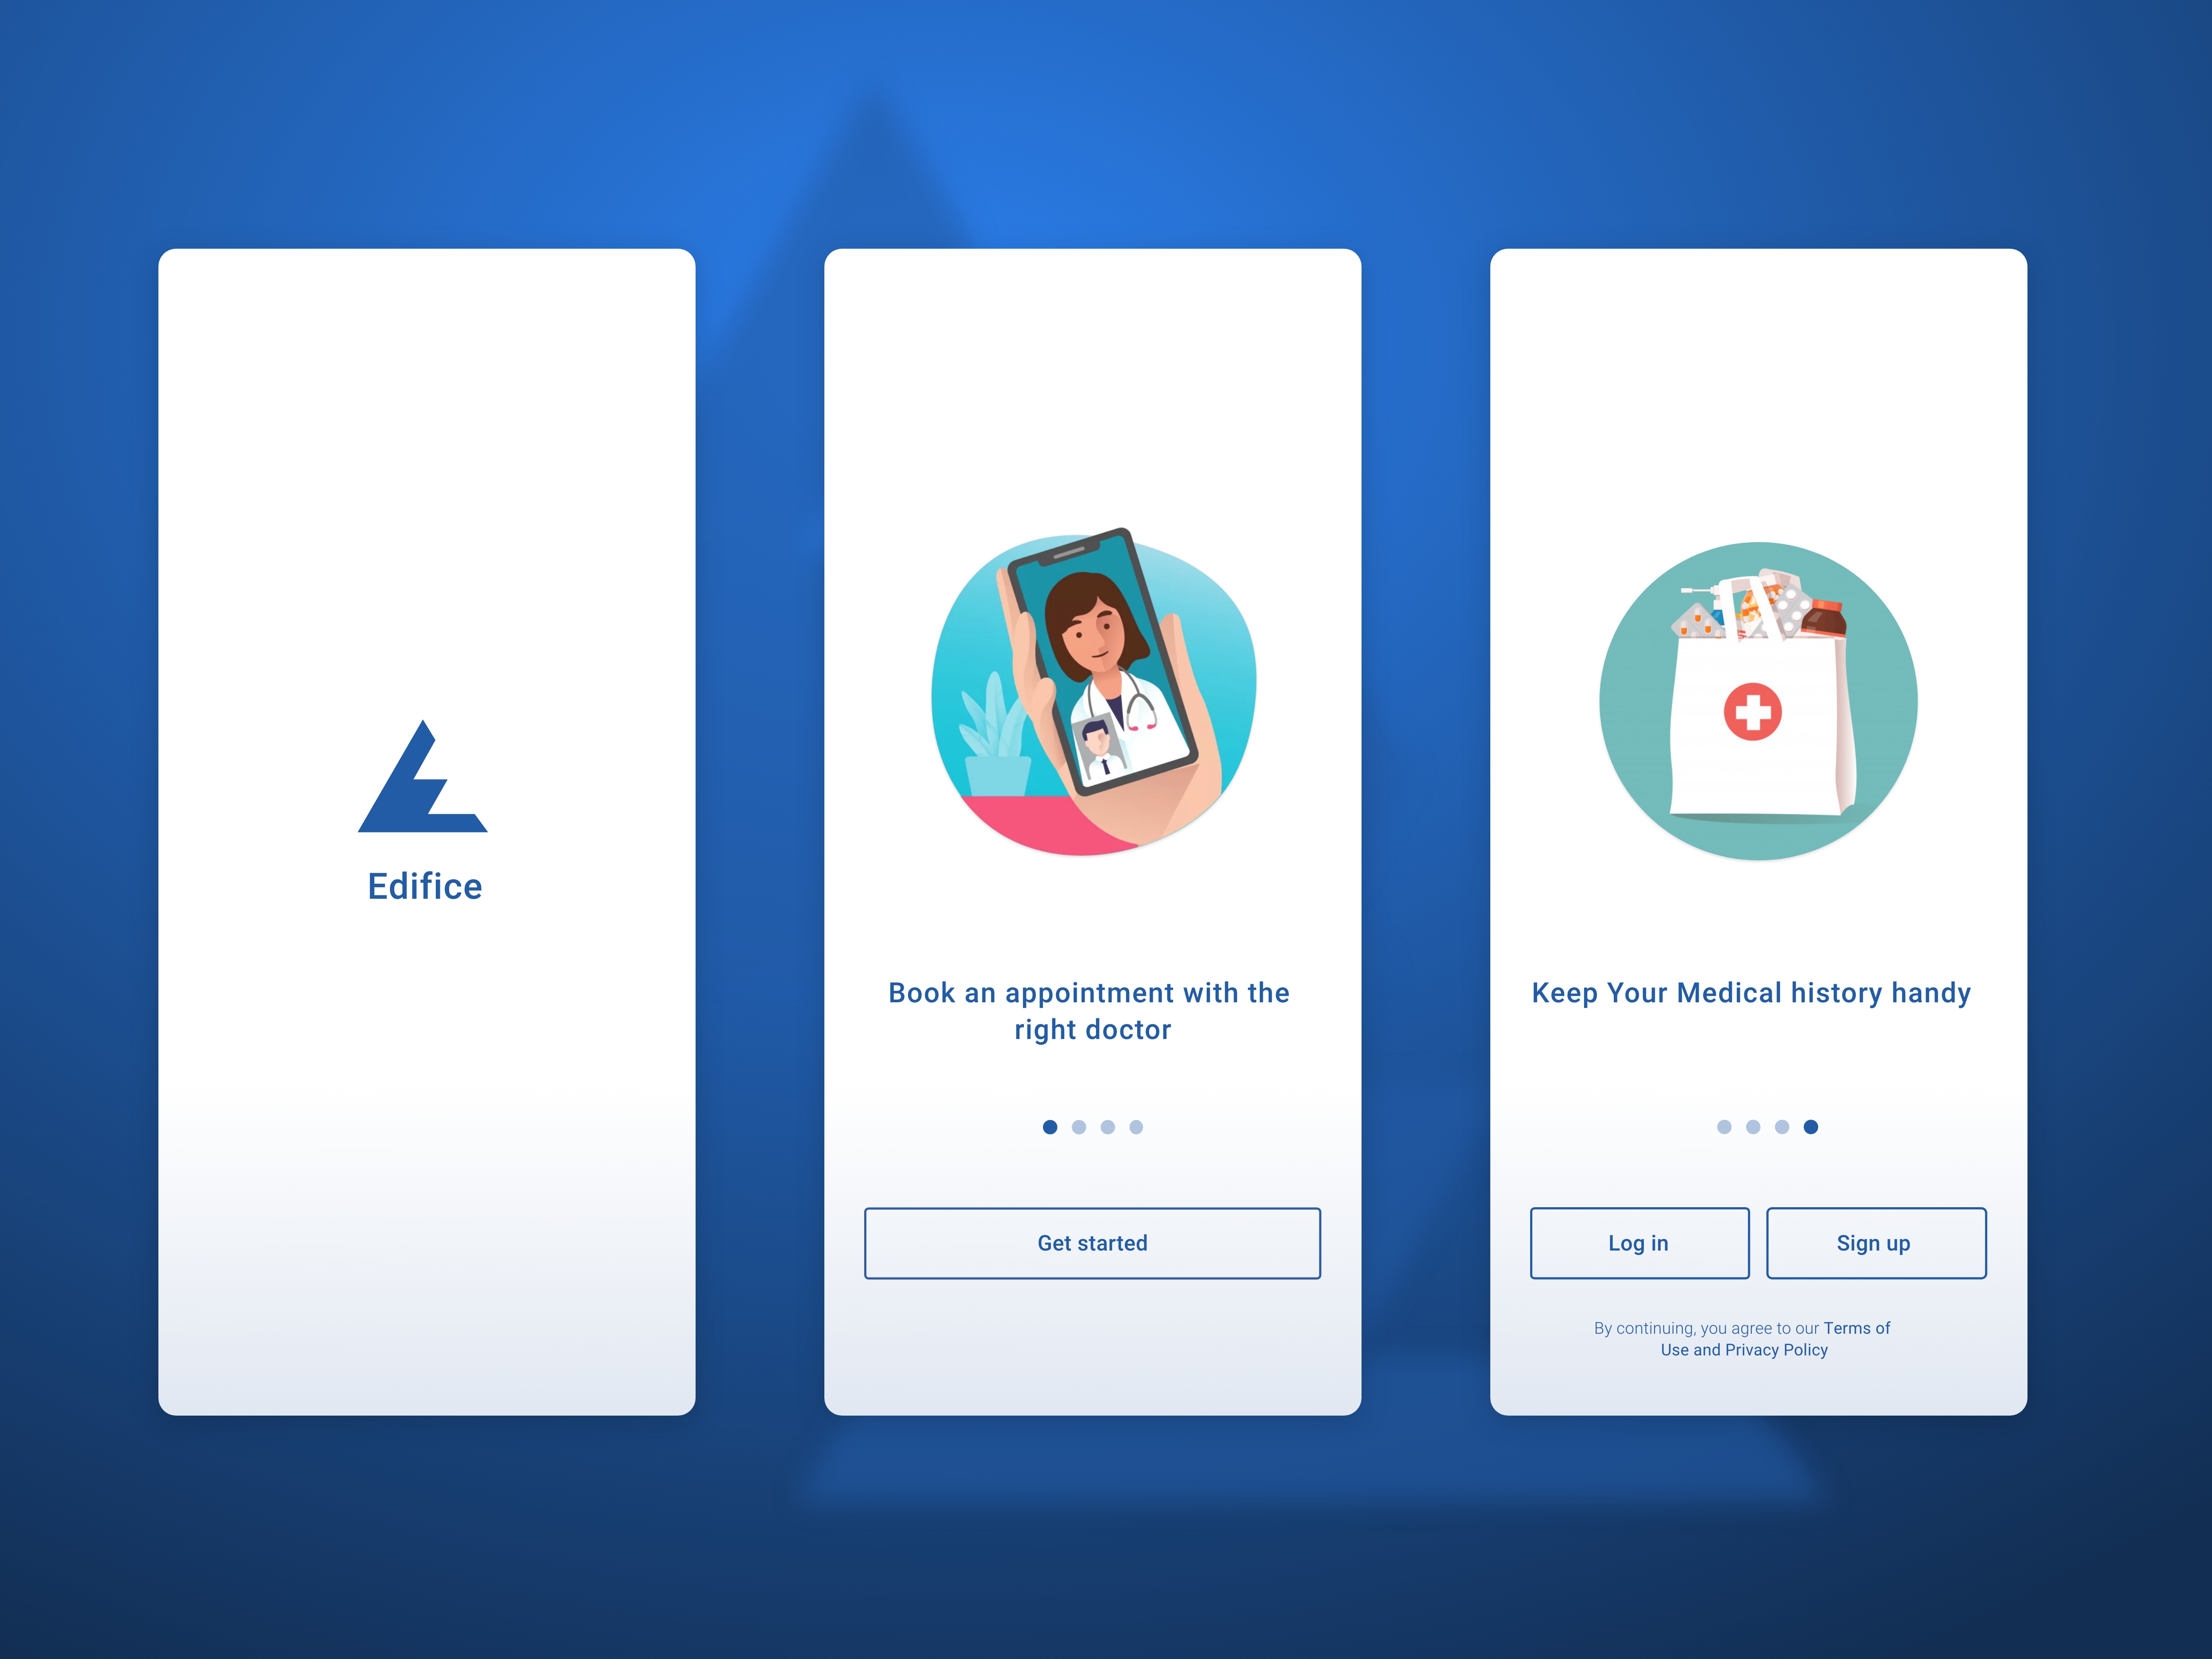 Edifice
Book an appointment with the
right doctor
Get started
Keep Your Medical history handy
Log in
Sign up
By continuing, you agree to our Terms of
Use and Privacy Policy